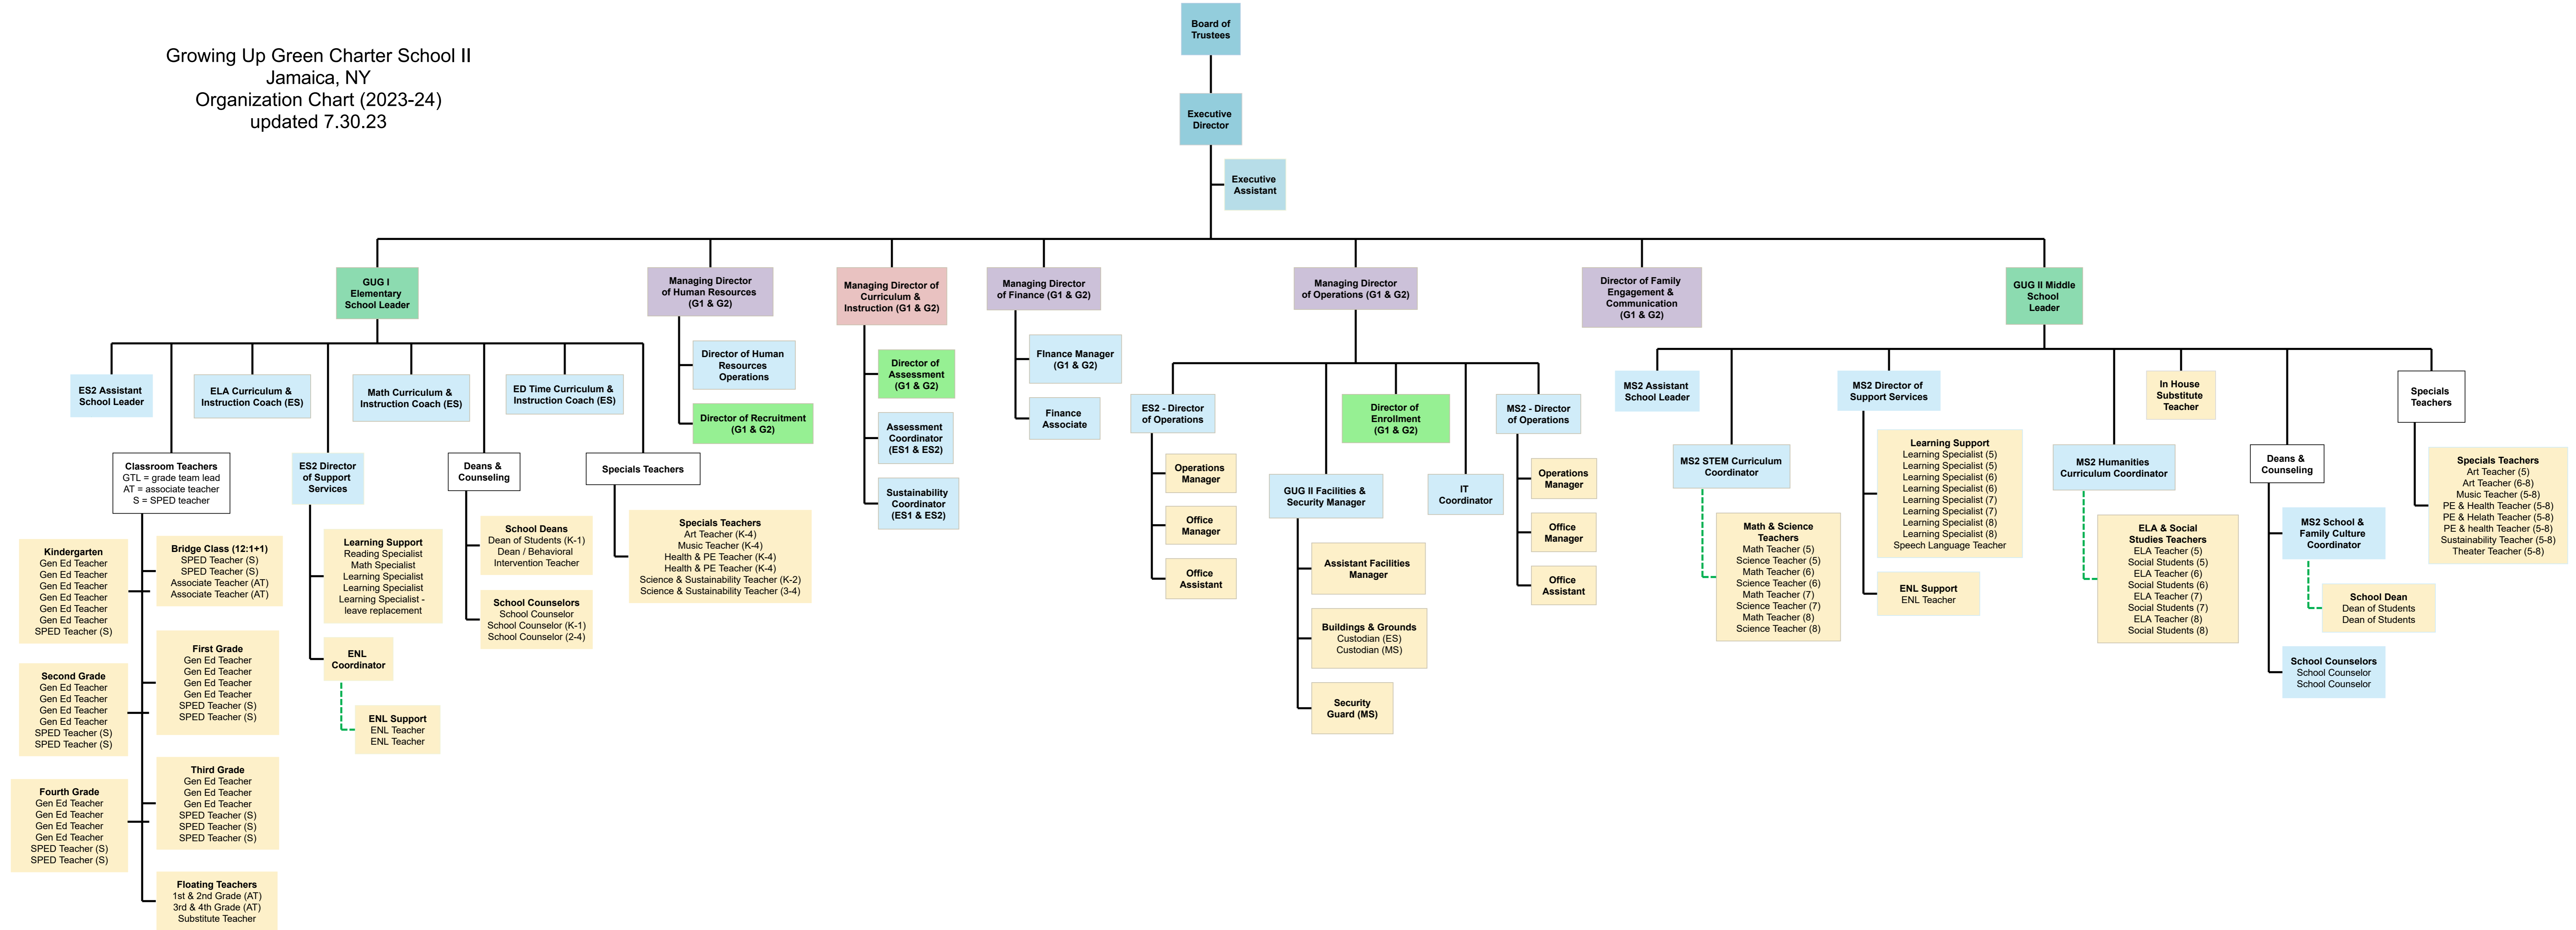 Growing Up Green Charter School II
Jamaica, NY
Organization Chart (2023-24)
updated 7.30.23
Board of
Trustees
Executive
Director
Executive
Assistant
GUG I
Elementary
School Leader
Managing Director
of Human Resources
(G1 & G2)
Managing Director of
Curriculum &
Instruction (G1 & G2)
Managing Director
of Finance (G1 & G2)
Managing Director
of Operations (G1 & G2)
Director of Family
Engagement &
Communication
(G1 & G2)
GUG II Middle
School
Leader
ES2 Assistant
School Leader
ELA Curriculum &
Instruction Coach (ES)
Math Curriculum &
Instruction Coach (ES)
ED Time Curriculum &
Instruction Coach (ES)
Classroom Teachers
GTL = grade team lead
AT = associate teacher
S = SPED teacher
Kindergarten
Gen Ed Teacher
Gen Ed Teacher
Gen Ed Teacher
Gen Ed Teacher
Gen Ed Teacher
Gen Ed Teacher
SPED Teacher (S)
Bridge Class (12:1+1)
SPED Teacher (S)
SPED Teacher (S)
Associate Teacher (AT)
Associate Teacher (AT)
First Grade
Gen Ed Teacher
Gen Ed Teacher
Gen Ed Teacher
Gen Ed Teacher
SPED Teacher (S)
SPED Teacher (S)
Second Grade
Gen Ed Teacher
Gen Ed Teacher
Gen Ed Teacher
Gen Ed Teacher
SPED Teacher (S)
SPED Teacher (S)
Third Grade
Gen Ed Teacher
Gen Ed Teacher
Gen Ed Teacher
SPED Teacher (S)
SPED Teacher (S)
SPED Teacher (S)
Fourth Grade
Gen Ed Teacher
Gen Ed Teacher
Gen Ed Teacher
Gen Ed Teacher
SPED Teacher (S)
SPED Teacher (S)
Floating Teachers
1st & 2nd Grade (AT)
3rd & 4th Grade (AT)
Substitute Teacher
ES2 Director
of Support
Services
Learning Support
Reading Specialist
Math Specialist
Learning Specialist
Learning Specialist
Learning Specialist -
leave replacement
ENL
Coordinator
ENL Support
ENL Teacher
ENL Teacher
Deans &
Counseling
School Deans
Dean of Students (K-1)
Dean / Behavioral
Intervention Teacher
School Counselors
School Counselor
School Counselor (K-1)
School Counselor (2-4)
Specials Teachers
Specials Teachers
Art Teacher (K-4)
Music Teacher (K-4)
Health & PE Teacher (K-4)
Health & PE Teacher (K-4)
Science & Sustainability Teacher (K-2)
Science & Sustainability Teacher (3-4)
Director of Human
Resources
Operations
Director of Recruitment
(G1 & G2)
Director of
Assessment
(G1 & G2)
Assessment
Coordinator
(ES1 & ES2)
Sustainability
Coordinator
(ES1 & ES2)
FInance Manager
(G1 & G2)
Finance
Associate
ES2 - Director
of Operations
Operations
Manager
Office
Manager
Office
Assistant
GUG II Facilities &
Security Manager
Assistant Facilities
Manager
Buildings & Grounds
Custodian (ES)
Custodian (MS)
Security
Guard (MS)
Director of
Enrollment
(G1 & G2)
IT
Coordinator
MS2 - Director
of Operations
Operations
Manager
Office
Manager
Office
Assistant
MS2 Assistant
School Leader
MS2 STEM Curriculum
Coordinator
Math & Science
Teachers
Math Teacher (5)
Science Teacher (5)
Math Teacher (6)
Science Teacher (6)
Math Teacher (7)
Science Teacher (7)
Math Teacher (8)
Science Teacher (8)
MS2 Director of
Support Services
Learning Support
Learning Specialist (5)
Learning Specialist (5)
Learning Specialist (6)
Learning Specialist (6)
Learning Specialist (7)
Learning Specialist (7)
Learning Specialist (8)
Learning Specialist (8)
Speech Language Teacher
ENL Support
ENL Teacher
MS2 Humanities
Curriculum Coordinator
ELA & Social
Studies Teachers
ELA Teacher (5)
Social Students (5)
ELA Teacher (6)
Social Students (6)
ELA Teacher (7)
Social Students (7)
ELA Teacher (8)
Social Students (8)
In House
Substitute
Teacher
Deans &
Counseling
MS2 School &
Family Culture
Coordinator
School Dean
Dean of Students
Dean of Students
School Counselors
School Counselor
School Counselor
Specials
Teachers
Specials Teachers
Art Teacher (5)
Art Teacher (6-8)
Music Teacher (5-8)
PE & Health Teacher (5-8)
PE & Helath Teacher (5-8)
PE & health Teacher (5-8)
Sustainability Teacher (5-8)
Theater Teacher (5-8)